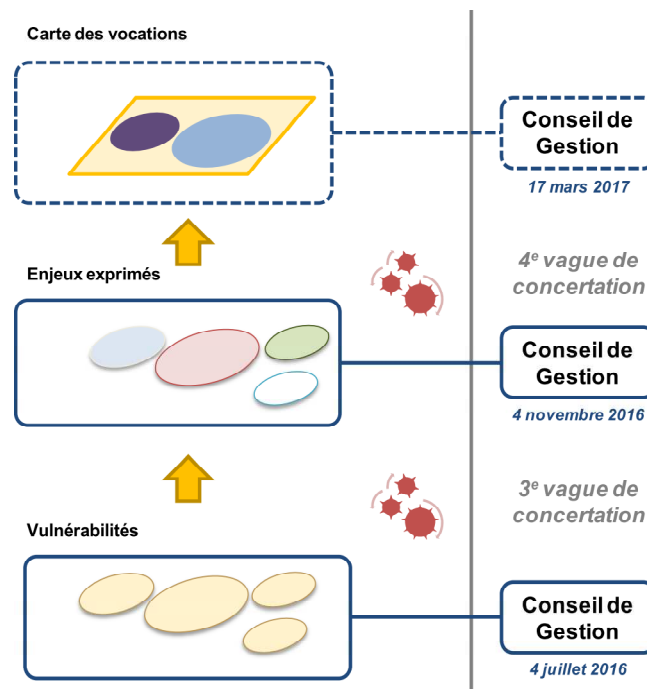 Carte des vocations
Conseil de
Gestion
17 mars 2017
4e vague de
concertation
Enjeux exprimés
Conseil de
Gestion
4 novembre 2016
3e vague de
concertation
Vulnérabilités
Conseil de
Gestion
4 juillet 2016